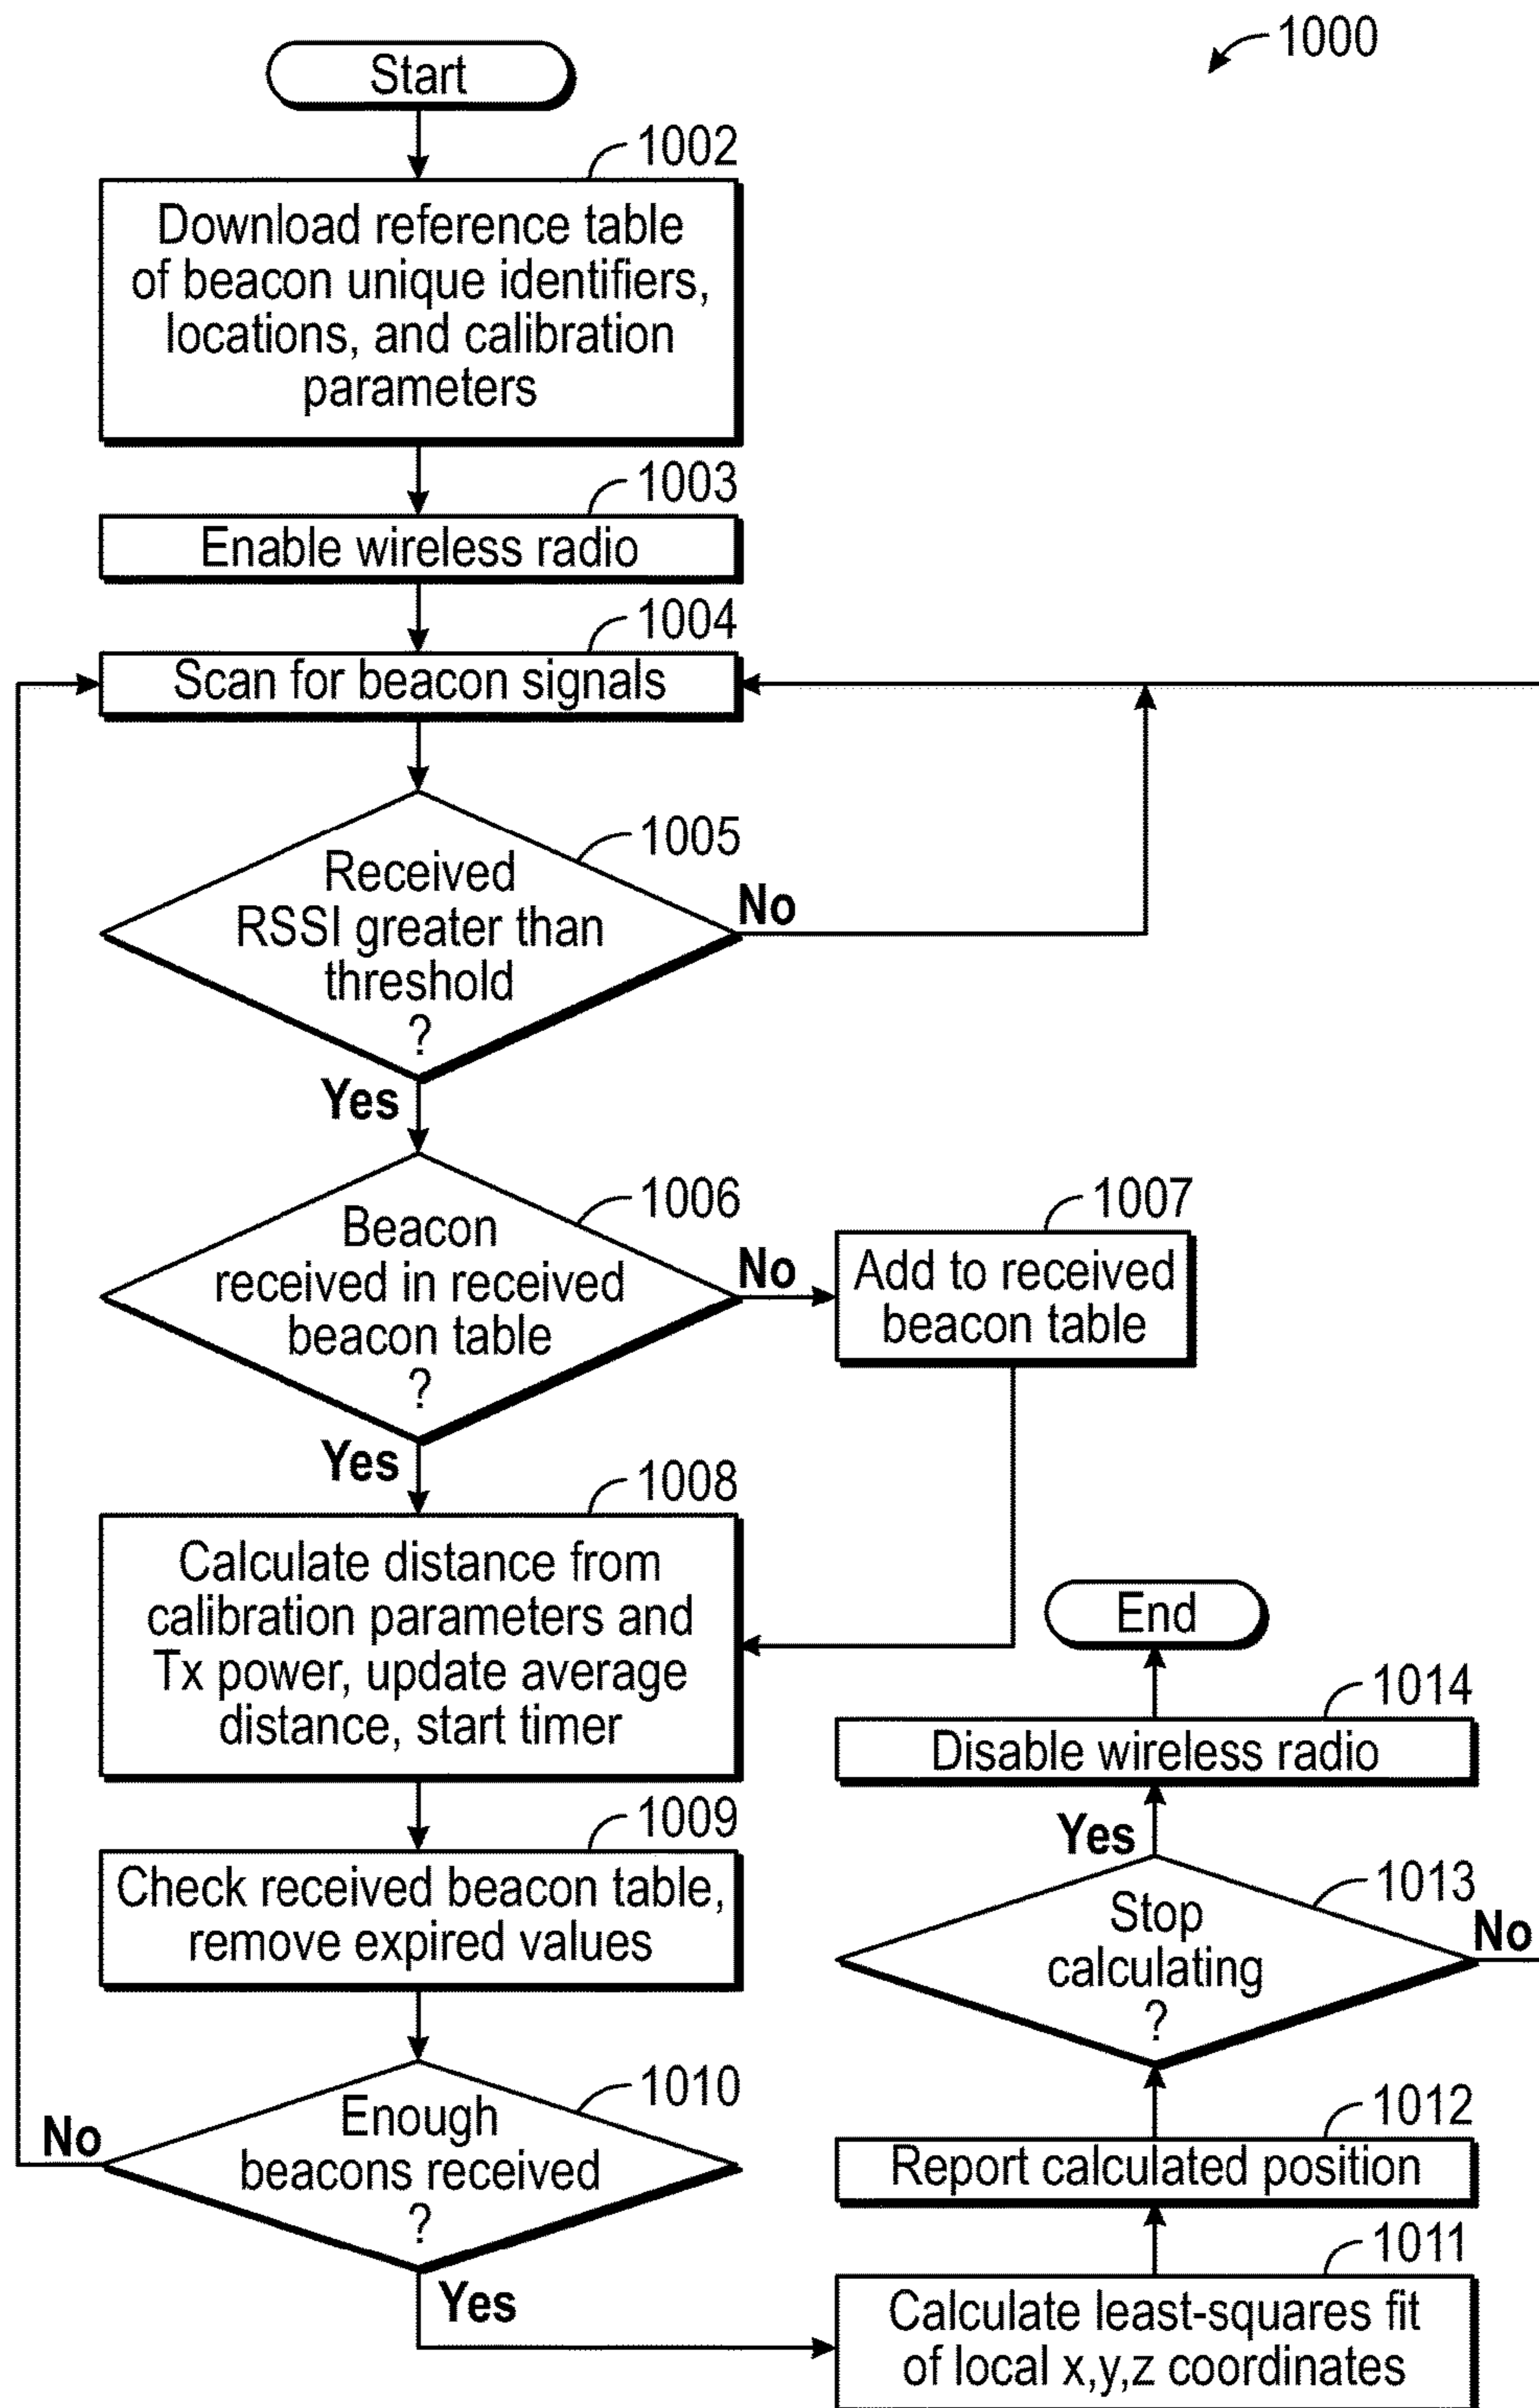 1000
Start
1002
Download reference table
of beacon unique identifiers,
locations, and calibration
parameters
1003
Enable wireless radio
1004
Scan for beacon signals
1005
Received
RSSI greater than
threshold
?
No
Yes
1006
Beacon
received in received
beacon table
?
No
1007
Add to received
beacon table
Yes
1008
Calculate distance from
calibration parameters and
Tx power, update average
distance, start timer
1009
Check received beacon table,
remove expired values
1010
Enough
beacons received
?
No
Yes
1011
Calculate least-squares fit
of local x,y,z coordinates
1012
Report calculated position
1013
Stop
calculating
?
No
Yes
1014
Disable wireless radio
End